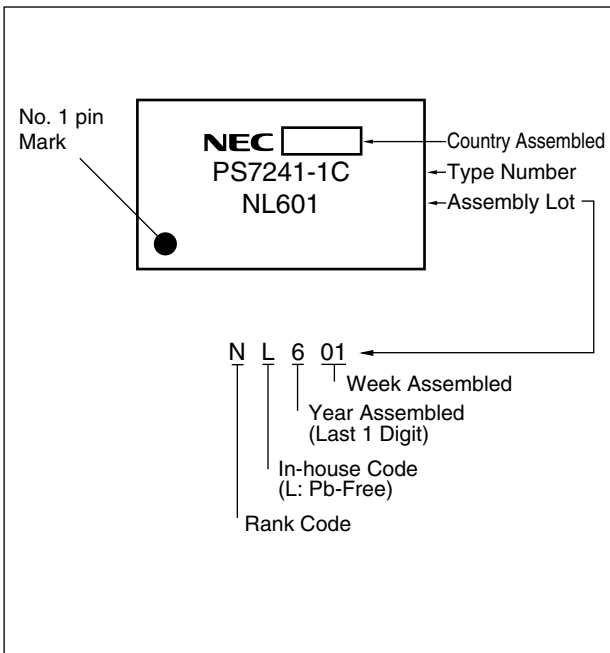 No. 1 pin
Mark
NEC
Country Assembled
PS7241-1C
Type Number
NL601
Assembly Lot
N L 6 01
Week Assembled
Year Assembled
(Last 1 Digit)
In-house Code
(L: Pb-Free)
Rank Code